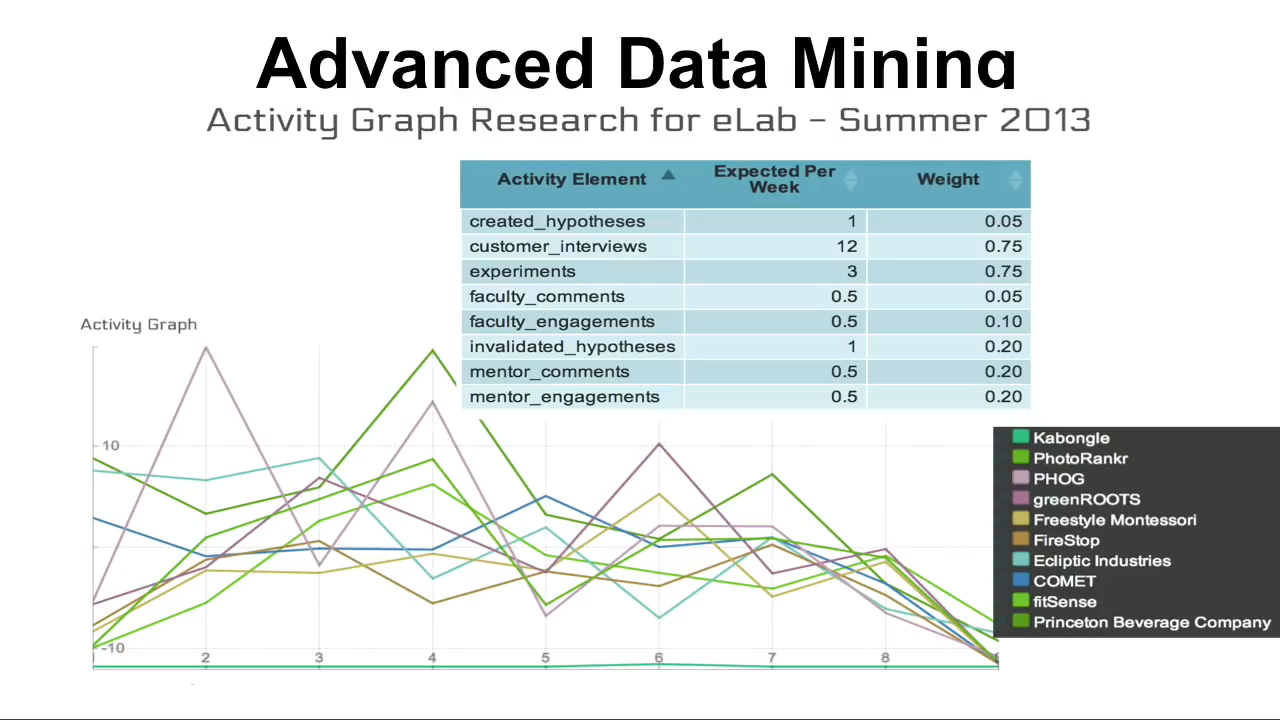 Advanced Data Mining
Activity Graph Research for eLab - Summer 2013
Activity Element Expected Per Week Weight
created_hypotheses 1 0.05
customer_interviews 12 0.75
experiments 3 0.75
faculty_comments 0.5 0.05
faculty_engagements 0.5 0.10
invalidated_hypotheses 1 0.20
mentor_comments 0.5 0.20
mentor_engagements 0.5 0.20
Activity Graph
10
-10
2 3 4 5 6 7 8
Kabongle
PhotoRankr
PHOG
greenROOTS
Freestyle Montessori
FireStop
Ecliptic Industries
COMET
fitSense
Princeton Beverage Company